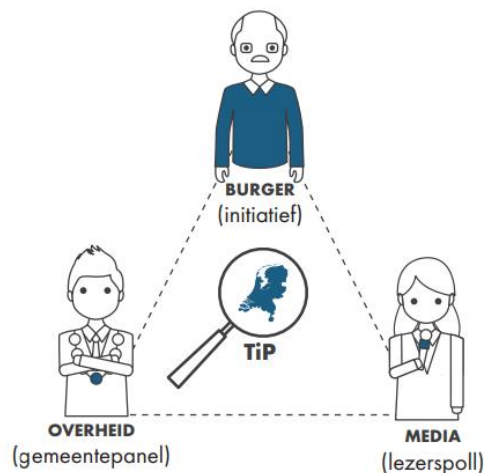 BURGER
(initiatief)
TiP
OVERHEID
(gemeentepanel)
MEDIA
(lezerspoll)